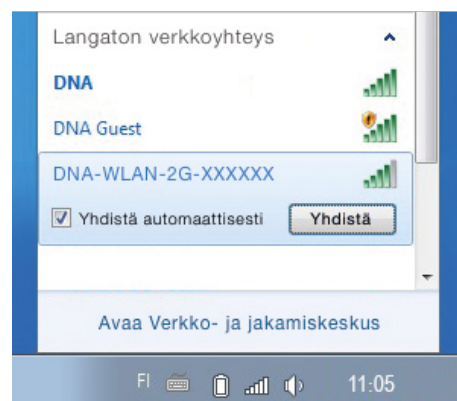 Langaton verkkoyhteys
DNA
DNA Guest
DNA-WLAN-2G-XXXXXX
Yhdistä automaattisesti Yhdistä
Avaa Verkko- ja jakamiskeskus
FI 11:05